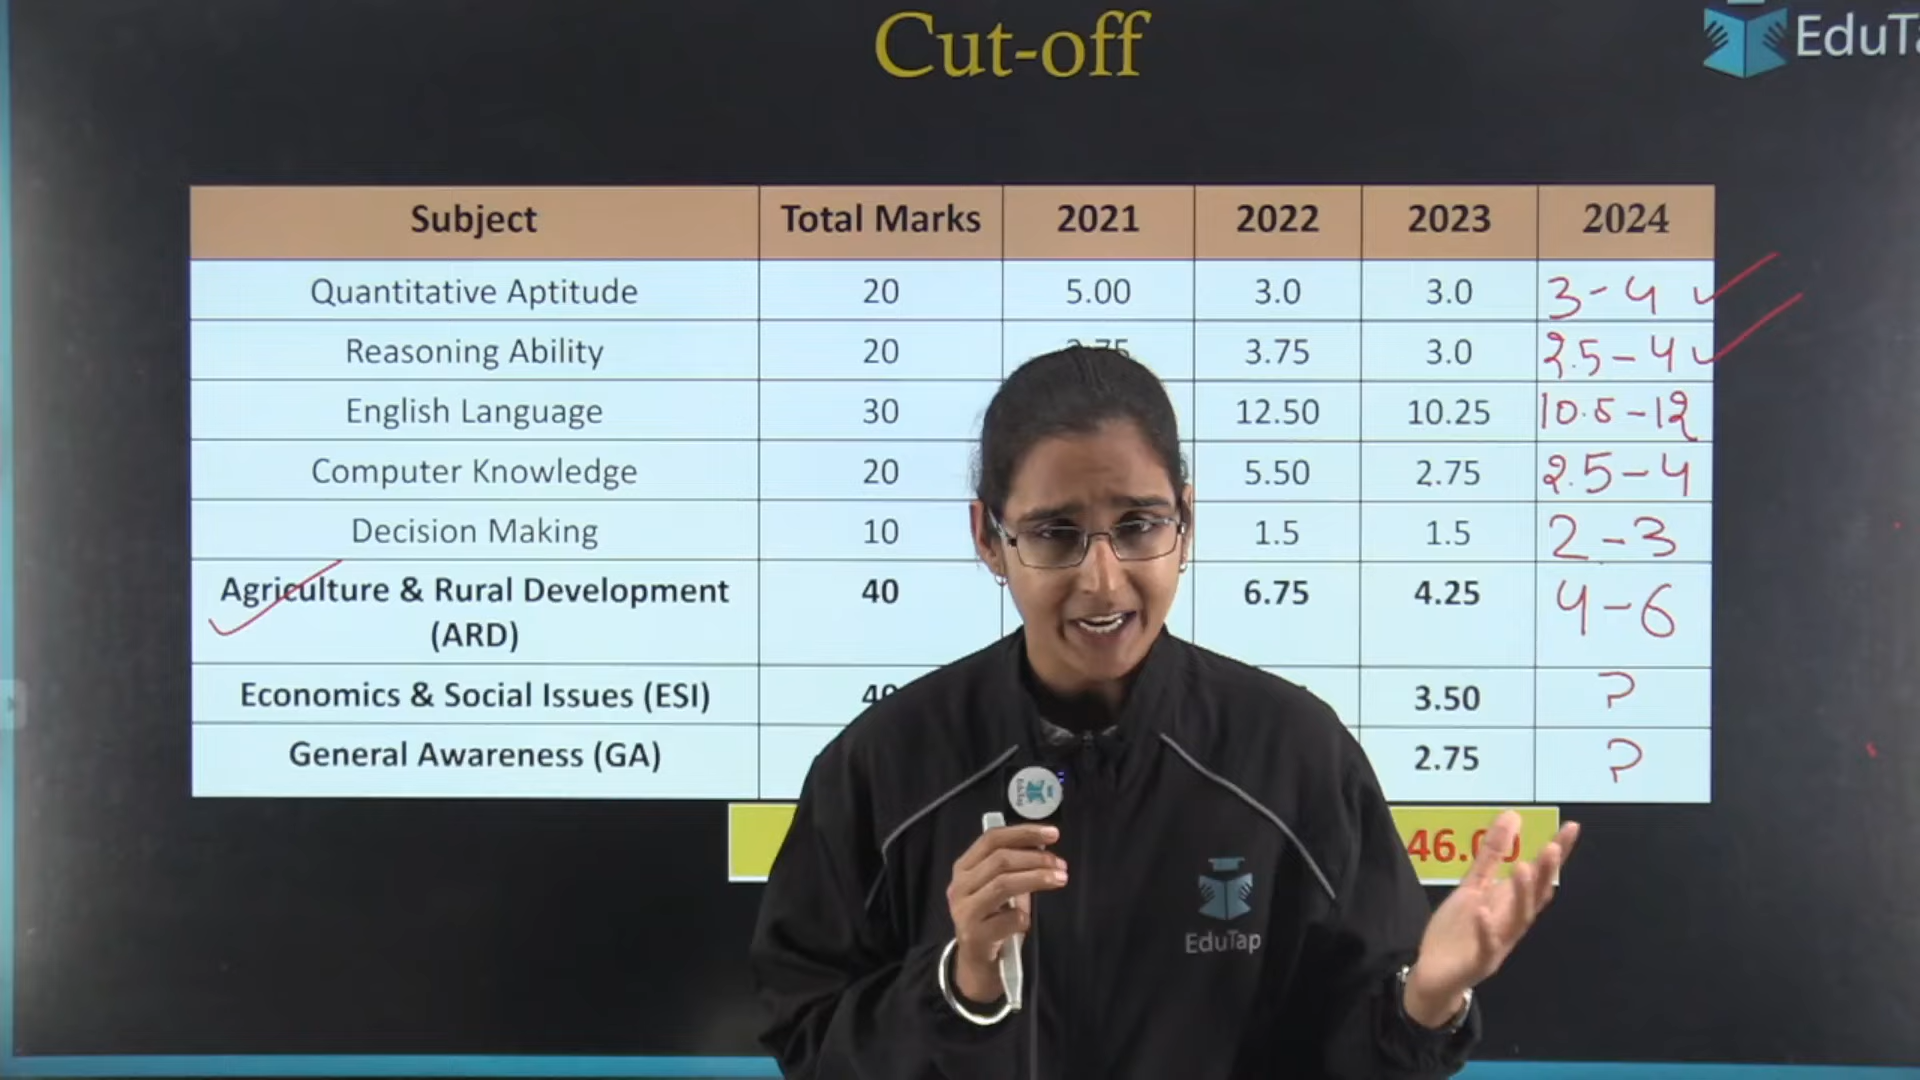 Cut-off
EduT
Subject Total Marks 2021 2022 2023 2024
Quantitative Aptitude 20 5.00 3.0 3.0 3-4
Reasoning Ability 20 3.75 3.0 2.5-4
English Language 30 12.50 10.25 10.5-12
Computer Knowledge 20 5.50 2.75 2.5-4
Decision Making 10 1.5 1.5 2-3
Agriculture & Rural Development (ARD) 40 6.75 4.25 4-6
Economics & Social Issues (ESI) 40 3.50 ?
General Awareness (GA) 2.75 ?
EduTap